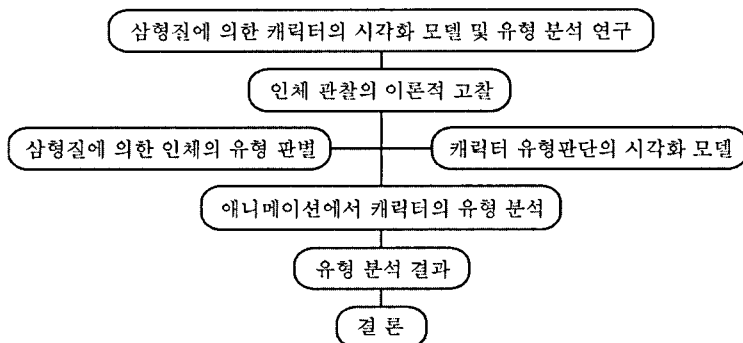 삼형질에 의한 캐릭터의 시각화 모델 및 유형 분석 연구
인체 관찰의 이론적 고찰
삼형질에 의한 인체의 유형 판별
캐릭터 유형판단의 시각화 모델
애니메이션에서 캐릭터의 유형 분석
유형 분석 결과
결 론